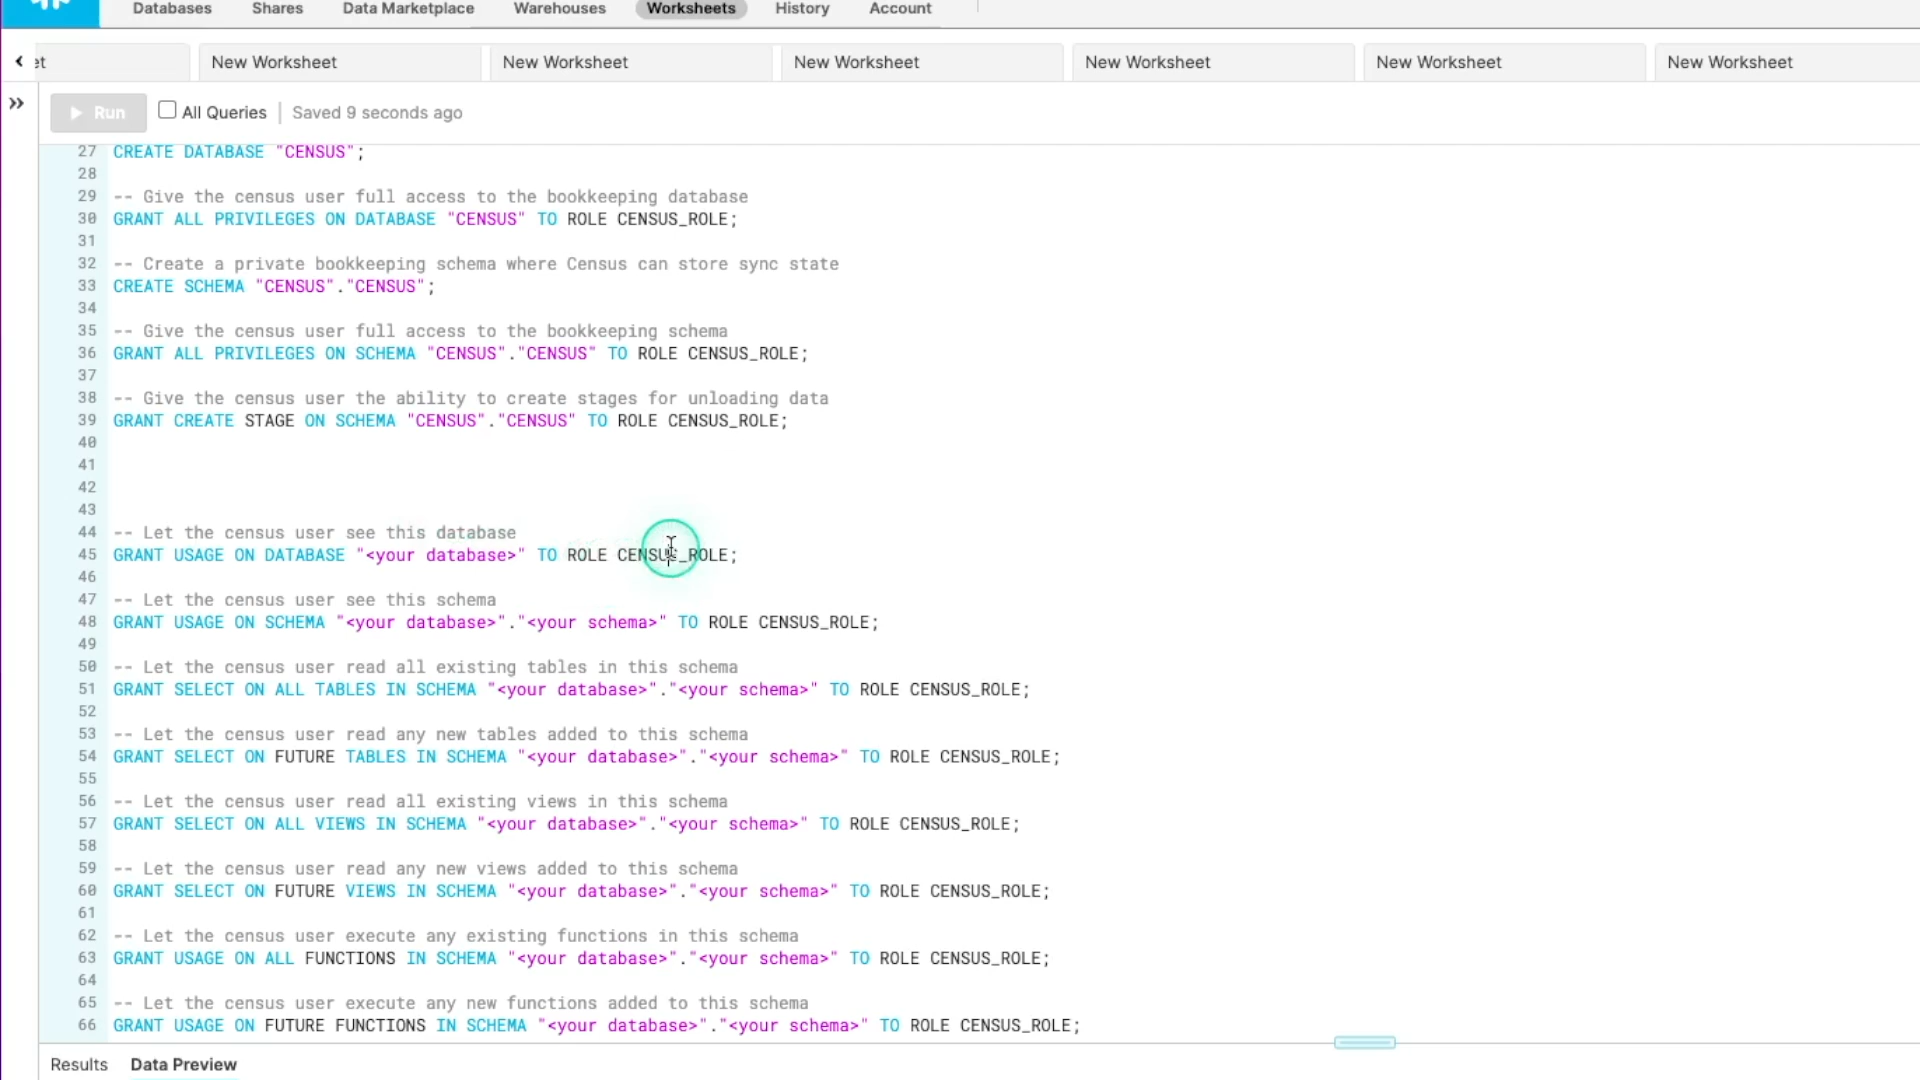 Databases Shares Data Marketplace Warehouses Worksheets History Account
et New Worksheet New Worksheet New Worksheet New Worksheet New Worksheet New Worksheet
Run All Queries Saved 9 seconds ago
27 CREATE DATABASE "CENSUS";
28
29 -- Give the census user full access to the bookkeeping database
30 GRANT ALL PRIVILEGES ON DATABASE "CENSUS" TO ROLE CENSUS_ROLE;
31
32 -- Create a private bookkeeping schema where Census can store sync state
33 CREATE SCHEMA "CENSUS"."CENSUS";
34
35 -- Give the census user full access to the bookkeeping schema
36 GRANT ALL PRIVILEGES ON SCHEMA "CENSUS"."CENSUS" TO ROLE CENSUS_ROLE;
37
38 -- Give the census user the ability to create stages for unloading data
39 GRANT CREATE STAGE ON SCHEMA "CENSUS"."CENSUS" TO ROLE CENSUS_ROLE;
40
41
42
43
44 -- Let the census user see this database
45 GRANT USAGE ON DATABASE "<your database>" TO ROLE CENSUS_ROLE;
46
47 -- Let the census user see this schema
48 GRANT USAGE ON SCHEMA "<your database>"."<your schema>" TO ROLE CENSUS_ROLE;
49
50 -- Let the census user read all existing tables in this schema
51 GRANT SELECT ON ALL TABLES IN SCHEMA "<your database>"."<your schema>" TO ROLE CENSUS_ROLE;
52
53 -- Let the census user read any new tables added to this schema
54 GRANT SELECT ON FUTURE TABLES IN SCHEMA "<your database>"."<your schema>" TO ROLE CENSUS_ROLE;
55
56 -- Let the census user read all existing views in this schema
57 GRANT SELECT ON ALL VIEWS IN SCHEMA "<your database>"."<your schema>" TO ROLE CENSUS_ROLE;
58
59 -- Let the census user read any new views added to this schema
60 GRANT SELECT ON FUTURE VIEWS IN SCHEMA "<your database>"."<your schema>" TO ROLE CENSUS_ROLE;
61
62 -- Let the census user execute any existing functions in this schema
63 GRANT USAGE ON ALL FUNCTIONS IN SCHEMA "<your database>"."<your schema>" TO ROLE CENSUS_ROLE;
64
65 -- Let the census user execute any new functions added to this schema
66 GRANT USAGE ON FUTURE FUNCTIONS IN SCHEMA "<your database>"."<your schema>" TO ROLE CENSUS_ROLE;
Results Data Preview